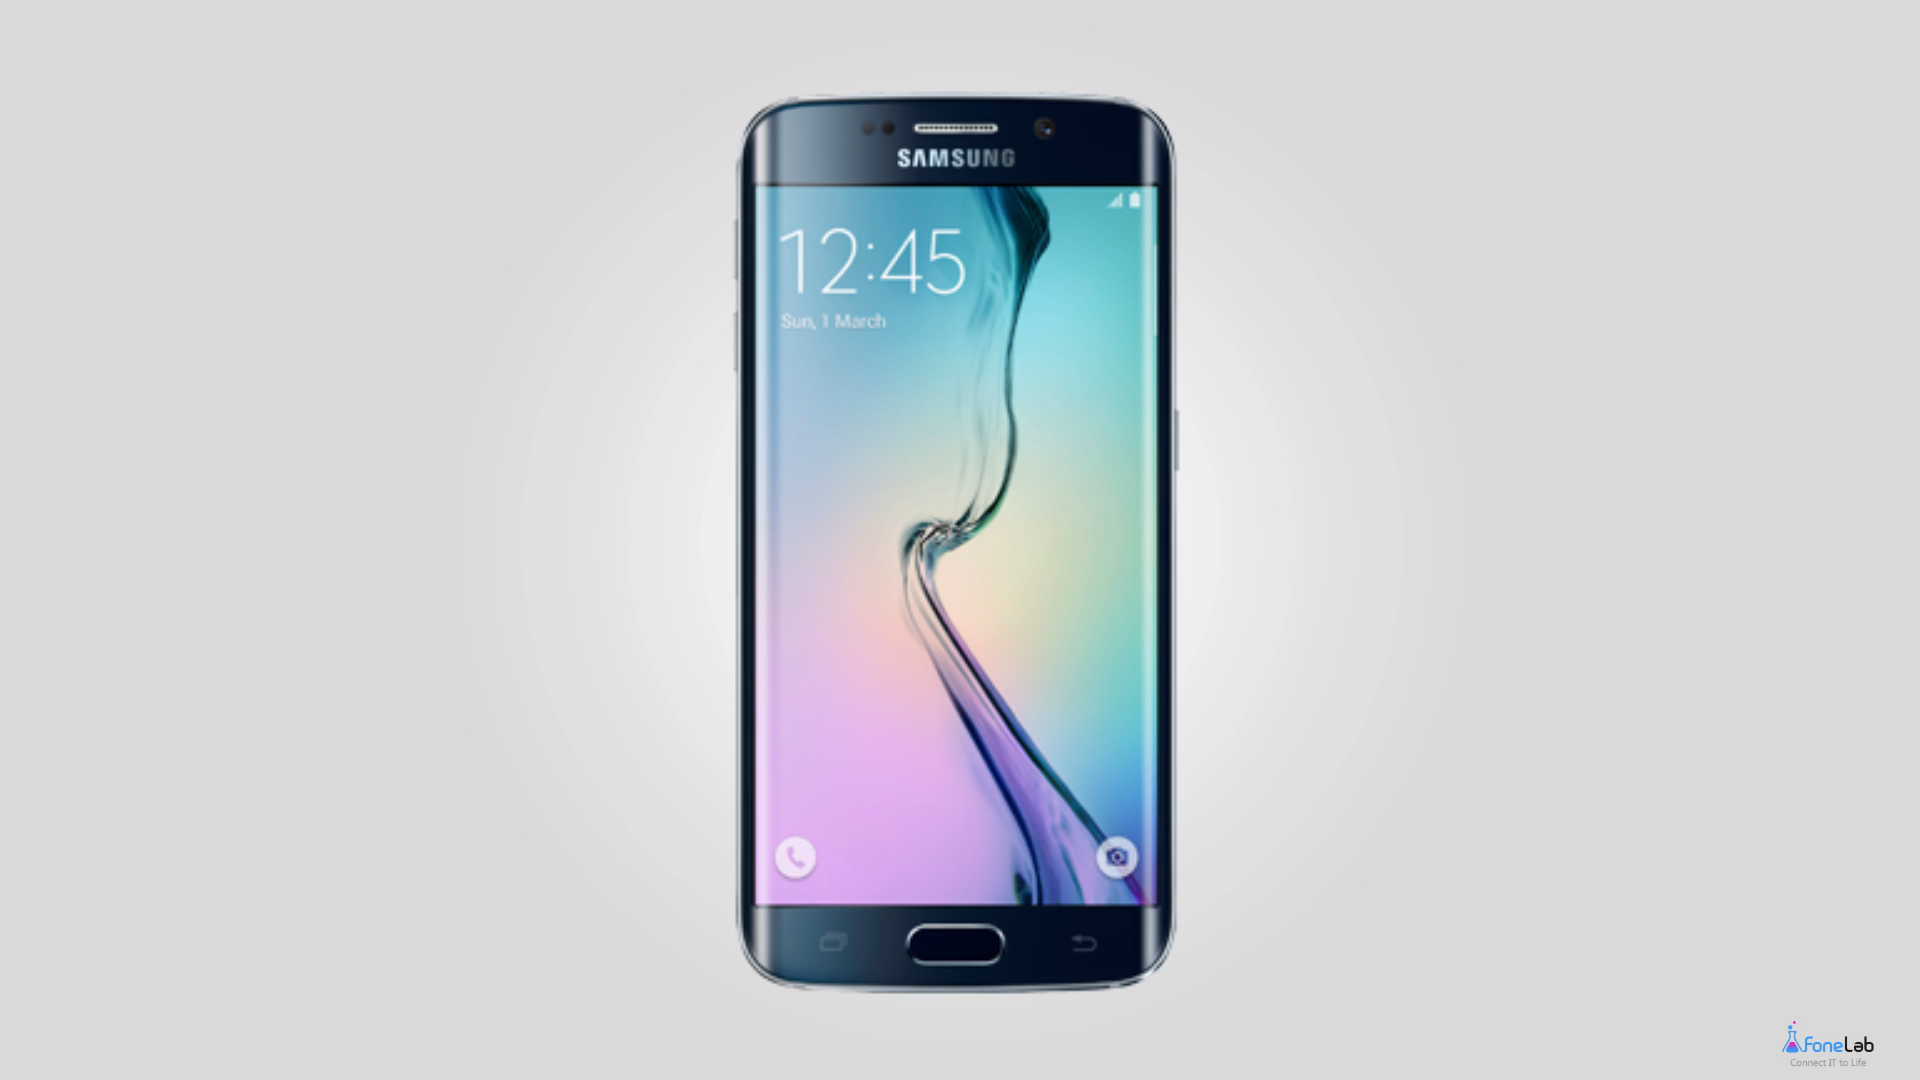 SAMSUNG
12:45
Sun, 1 March
FoneLab
Connect IT to Life